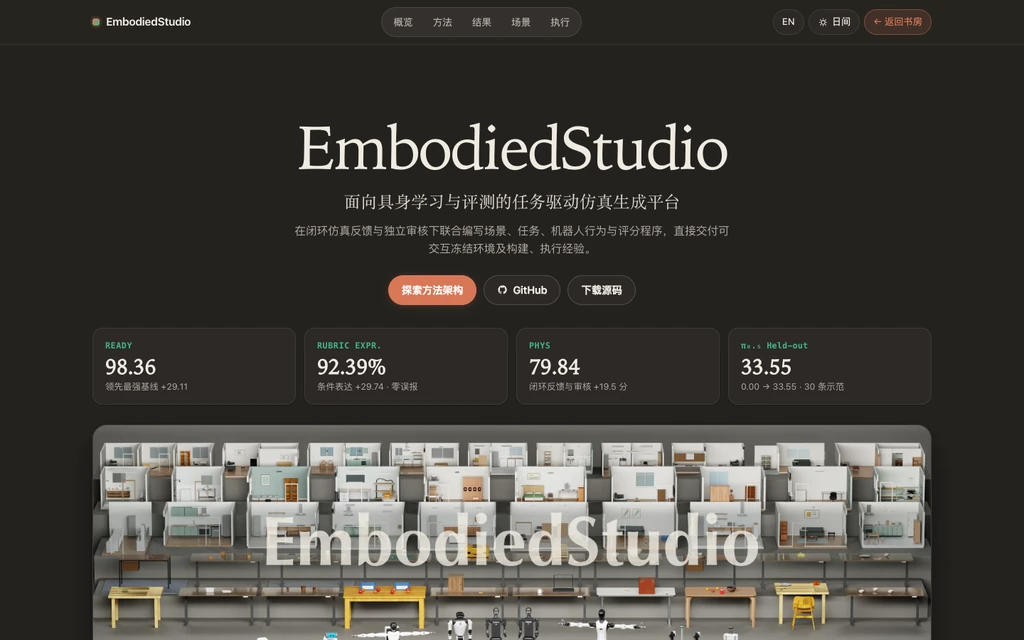 EmbodiedStudio
概览 方法 结果 场景 执行
EN 日间 ← 返回书房
EmbodiedStudio
面向具身学习与评测的任务驱动仿真生成平台
在闭环仿真反馈与独立审核下联合编写场景、任务、机器人行为与评分程序，直接交付可
交互冻结环境及构建、执行经验。
探索方法架构 GitHub 下载源码
READY
98.36
领先最强基线 +29.11
RUBRIC EXPR.
92.39%
条件表达 +29.74 · 零误报
PHYS
79.84
闭环反馈与审核 +19.5 分
π₀.₅ Held-out
33.55
0.00 → 33.55 · 30 条示范
EmbodiedStudio